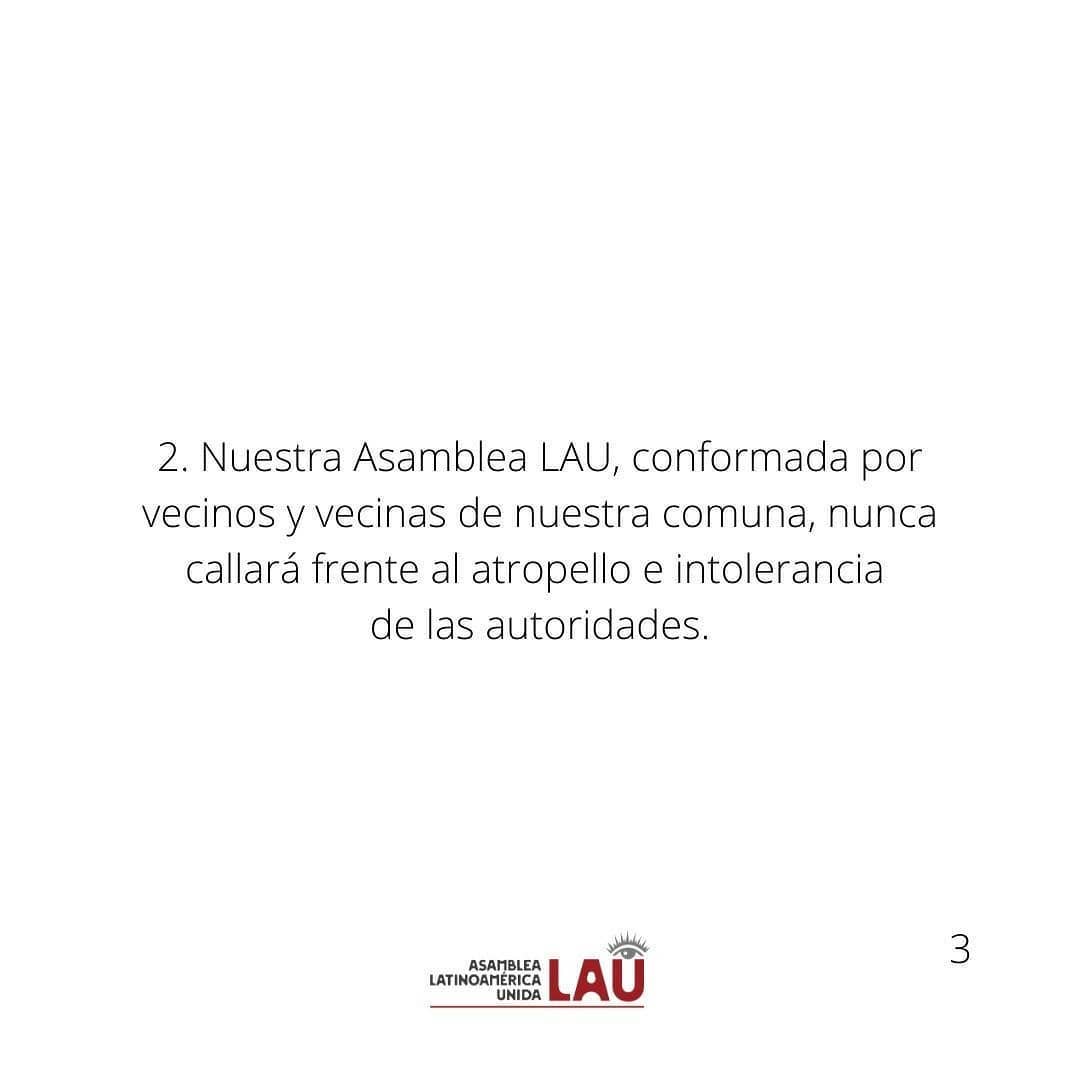 2. Nuestra Asamblea LAU, conformada por
vecinos y vecinas de nuestra comuna, nunca
callará frente al atropello e intolerancia
de las autoridades.
ASAMBLEA
LATINOAMÉRICA
UNIDA
LAU
3